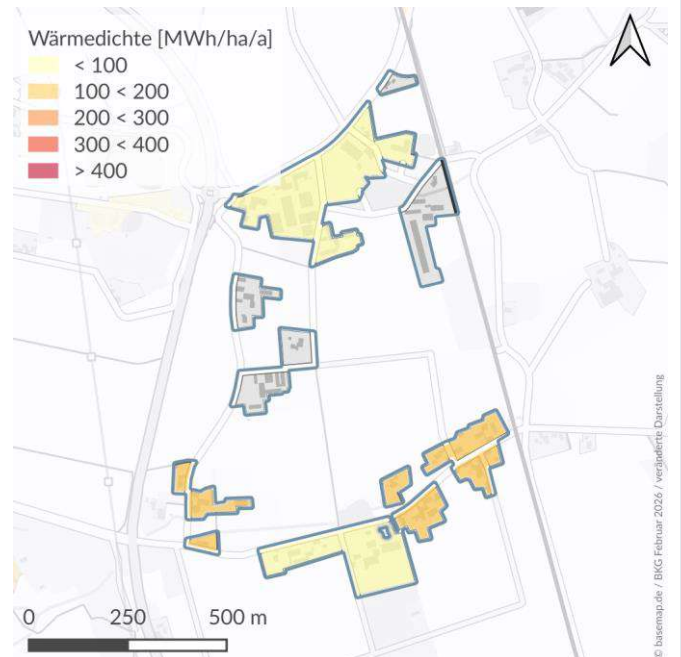 Wärmedichte [MWh/ha/a]
< 100
100 < 200
200 < 300
300 < 400
> 400
0 250 500 m
© basemap.de / BKG Februar 2026 / veränderte Darstellung